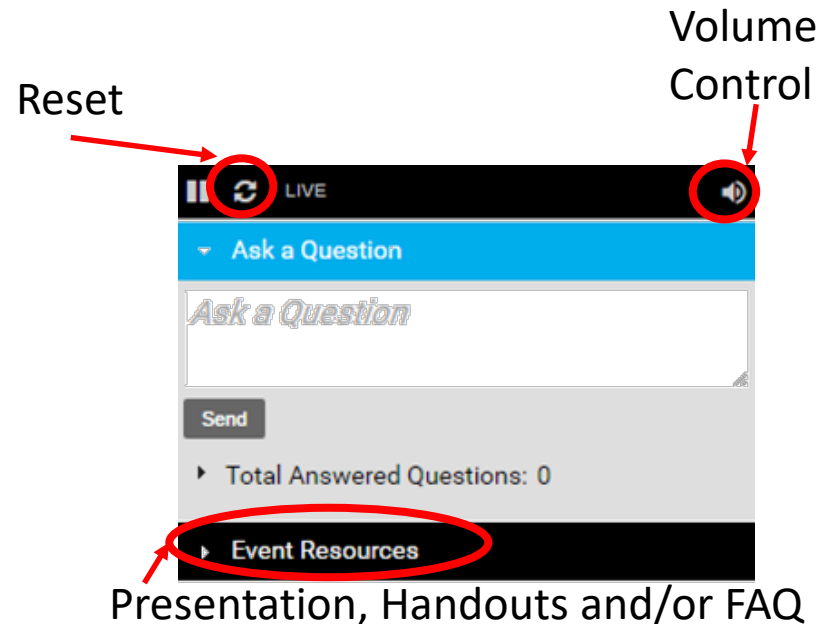 Volume
Control
Reset
LIVE
Ask a Question
Ask a Question
Send
Total Answered Questions: 0
Event Resources
Presentation, Handouts and/or FAQ